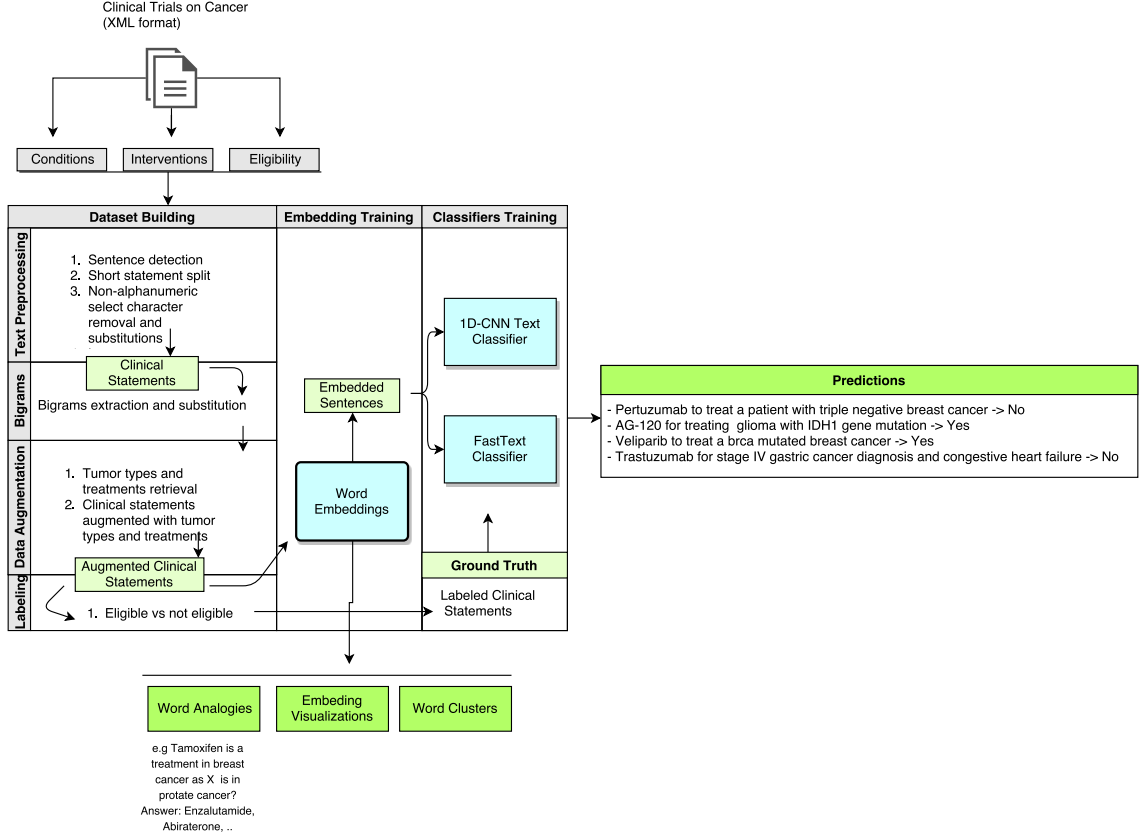 Clinical Trials on Cancer
(XML format)
Conditions
Interventions
Eligibility
Dataset Building
Embedding Training
Classifiers Training
Text Preprocessing
1. Sentence detection
2. Short statement split
3. Non-alphanumeric
select character
removal and
substitutions
Clinical
Statements
Bigrams
Bigrams extraction and substitution
Data Augmentation
1. Tumor types and
treatments retrieval
2. Clinical statements
augmented with tumor
types and treatments
Augmented Clinical
Statements
Labeling
1. Eligible vs not eligible
Embedded
Sentences
Word
Embeddings
1D-CNN Text
Classifier
FastText
Classifier
Ground Truth
Labeled Clinical
Statements
Predictions
- Pertuzumab to treat a patient with triple negative breast cancer -> No
- AG-120 for treating glioma with IDH1 gene mutation -> Yes
- Veliparib to treat a brca mutated breast cancer -> Yes
- Trastuzumab for stage IV gastric cancer diagnosis and congestive heart failure -> No
Word Analogies
Embeding
Visualizations
Word Clusters
e.g Tamoxifen is a
treatment in breast
cancer as X is in
protate cancer?
Answer: Enzalutamide,
Abiraterone, ..